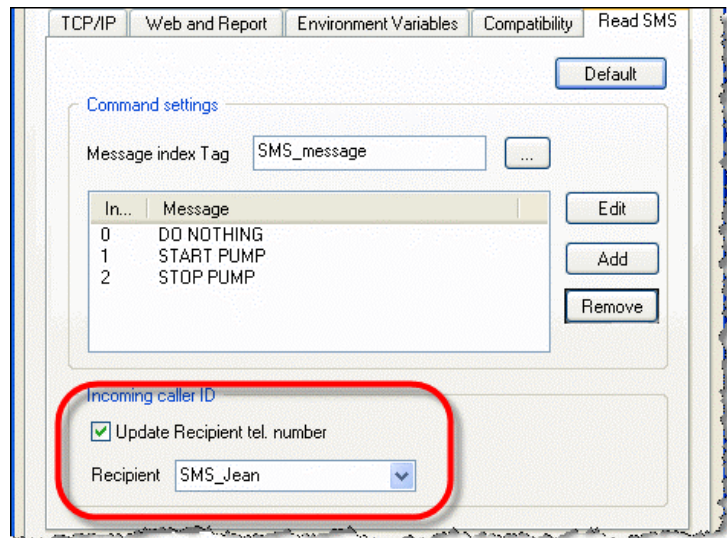 TCP/IP Web and Report Environment Variables Compatibility Read SMS
Default
Command settings
Message index Tag SMS_message ...
In... Message
0 DO NOTHING
1 START PUMP
2 STOP PUMP
Edit
Add
Remove
Incoming caller ID
Update Recipient tel. number
Recipient SMS_Jean